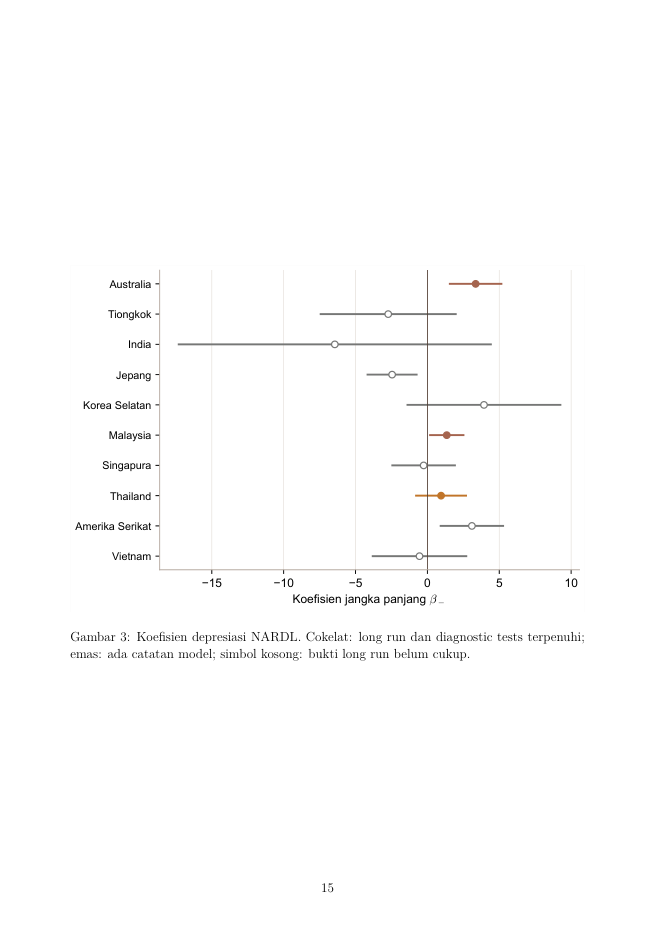 Australia
Tiongkok
India
Jepang
Korea Selatan
Malaysia
Singapura
Thailand
Amerika Serikat
Vietnam
−15 −10 −5 0 5 10
Koefisien jangka panjang β₋
Gambar 3: Koefisien depresiasi NARDL. Cokelat: long run dan diagnostic tests terpenuhi;
emas: ada catatan model; simbol kosong: bukti long run belum cukup.
15